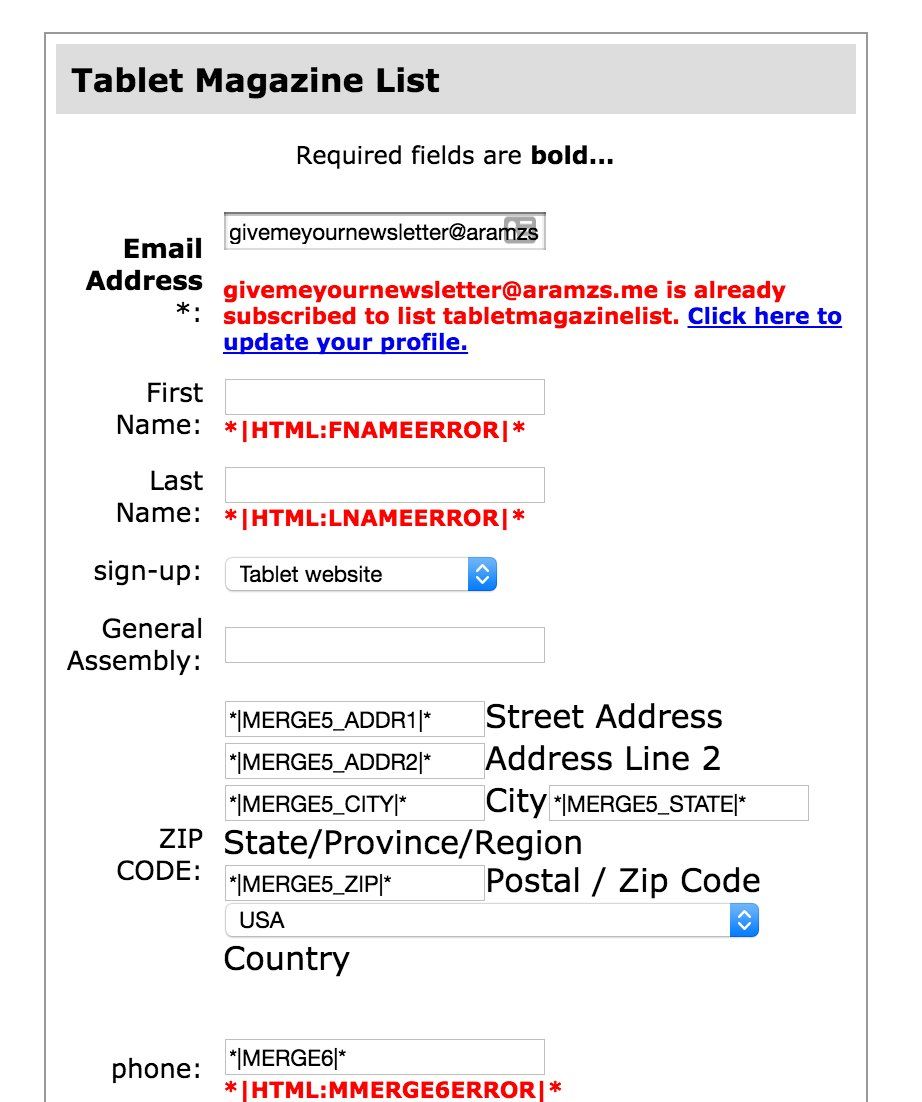 Tablet Magazine List
Required fields are bold...
Email
Address
*:
givemeyournewsletter@aramzs
givemeyournewsletter@aramzs.me is already
subscribed to list tabletmagazinelist. Click here to
update your profile.
First
Name:
*|HTML:FNAMEERROR|*
Last
Name:
*|HTML:LNAMEERROR|*
sign-up:
Tablet website
General
Assembly:
*|MERGE5_ADDR1|* Street Address
*|MERGE5_ADDR2|* Address Line 2
*|MERGE5_CITY|* City *|MERGE5_STATE|*
ZIP
CODE:
State/Province/Region
*|MERGE5_ZIP|* Postal / Zip Code
USA
Country
phone:
*|MERGE6|*
*|HTML:MMERGE6ERROR|*